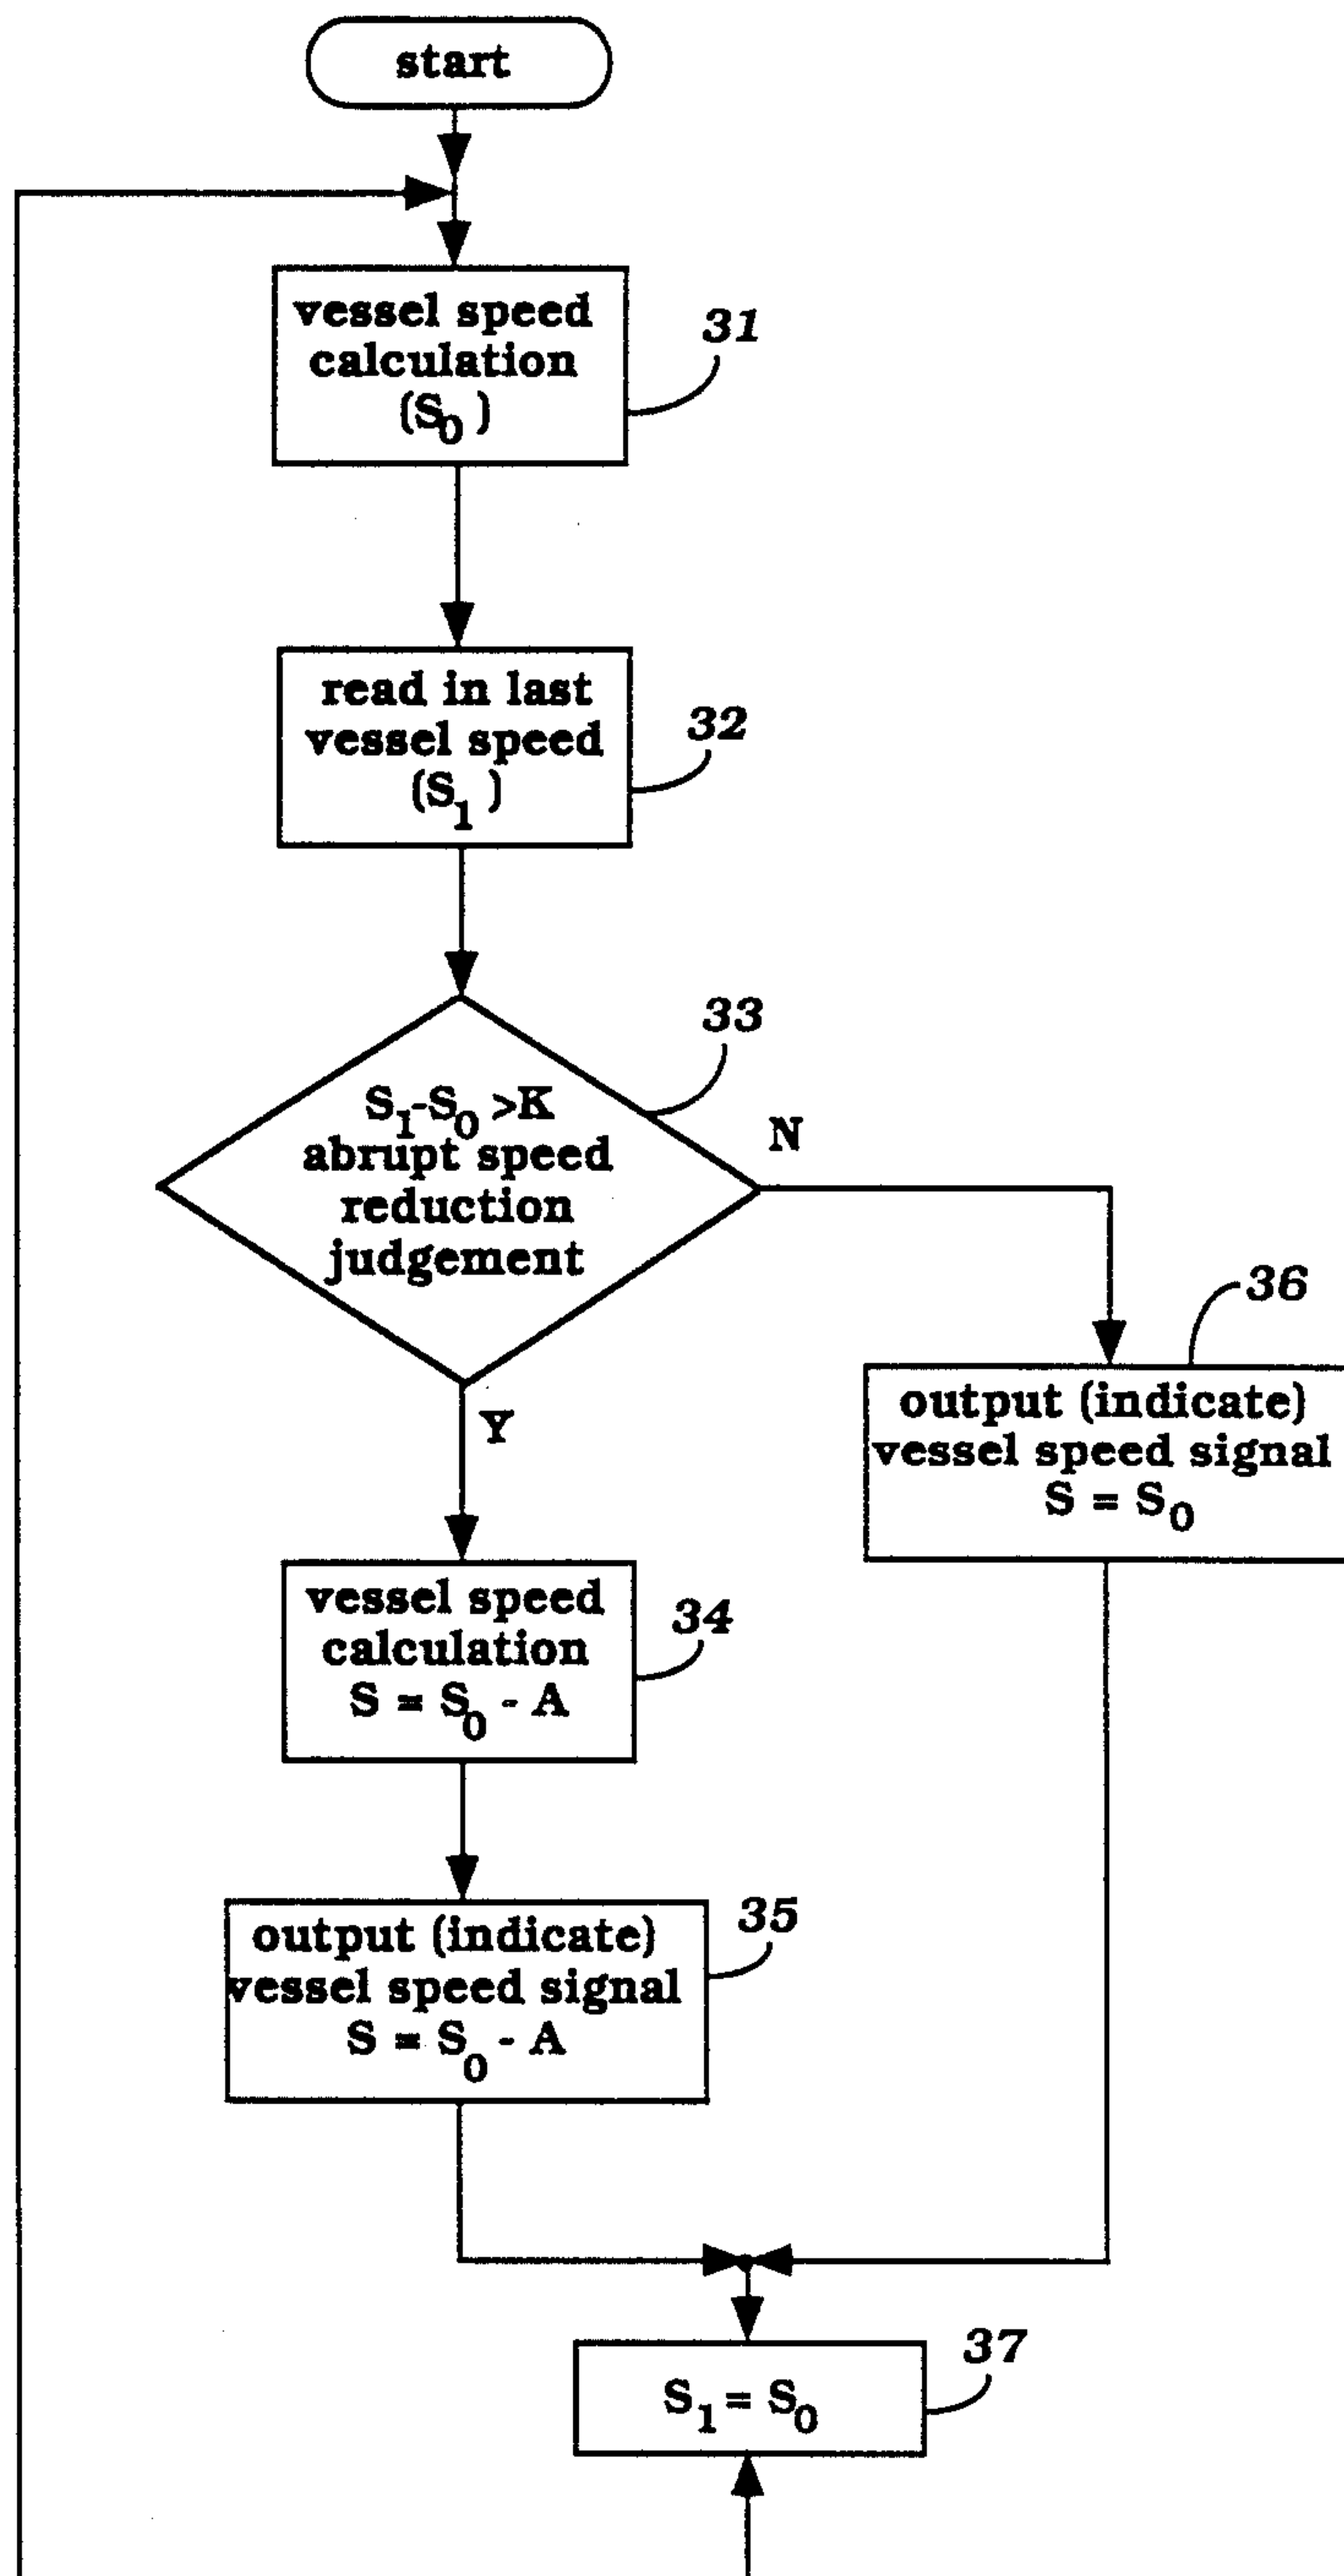 start
vessel speed
calculation
(S₀ )
31
read in last
vessel speed
(S₁ )
32
33
S₁-S₀ >K
abrupt speed
reduction
judgement
N
Y
36
output (indicate)
vessel speed signal
S = S₀
vessel speed
calculation
S = S₀ - A
34
output (indicate)
vessel speed signal
S = S₀ - A
35
37
S₁ = S₀